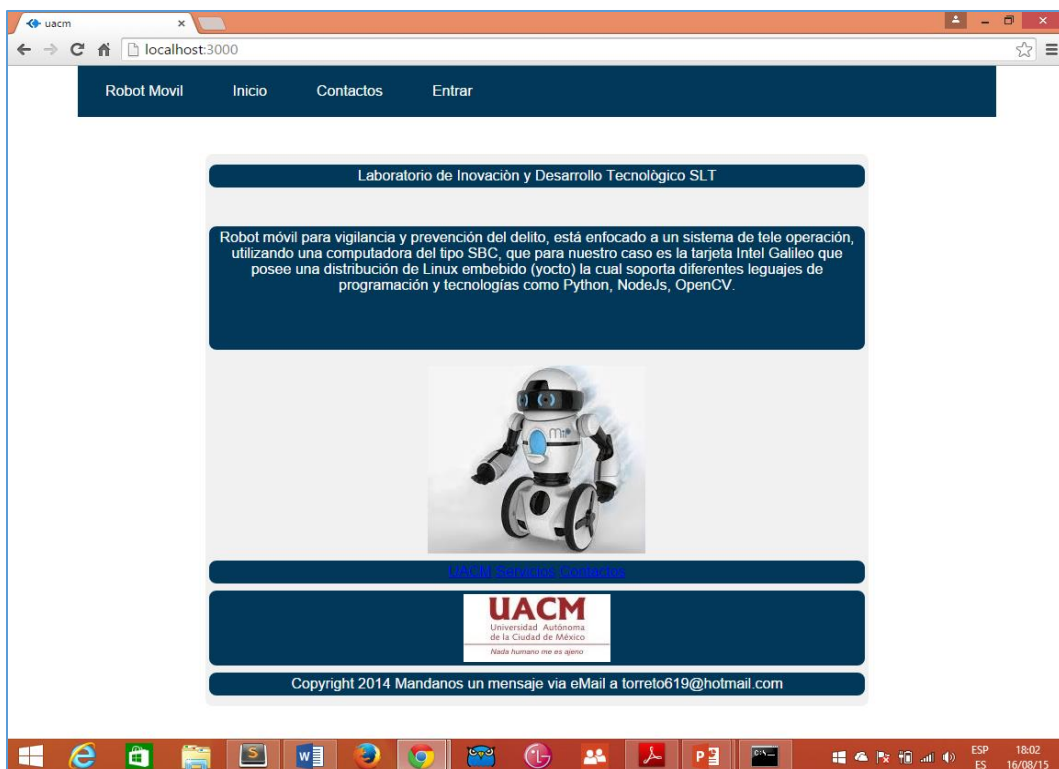 uacm
localhost:3000
Robot Movil Inicio Contactos Entrar
Laboratorio de Inovaciòn y Desarrollo Tecnològico SLT
Robot móvil para vigilancia y prevención del delito, está enfocado a un sistema de tele operación,
utilizando una computadora del tipo SBC, que para nuestro caso es la tarjeta Intel Galileo que
posee una distribución de Linux embebido (yocto) la cual soporta diferentes leguajes de
programación y tecnologías como Python, NodeJs, OpenCV.
MiP
UACM Servicios Contactos
UACM
Universidad Autónoma
de la Ciudad de México
Nada humano me es ajeno
Copyright 2014 Mandanos un mensaje via eMail a torreto619@hotmail.com
ESP 18:02
ES 16/08/15